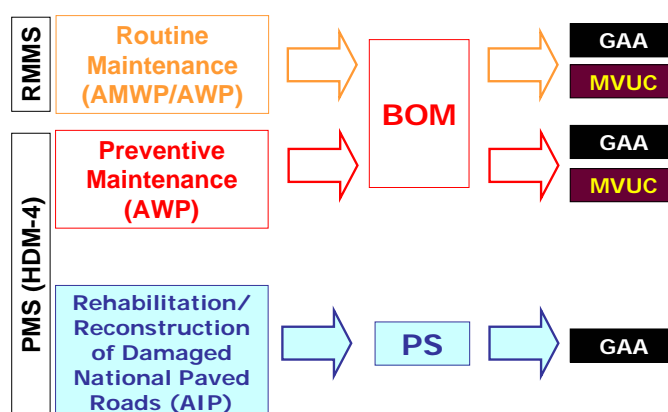 RMMS
Routine
Maintenance
(AMWP/AWP)
BOM
GAA
MVUC
PMS (HDM-4)
Preventive
Maintenance
(AWP)
GAA
MVUC
Rehabilitation/
Reconstruction
of Damaged
National Paved
Roads (AIP)
PS
GAA